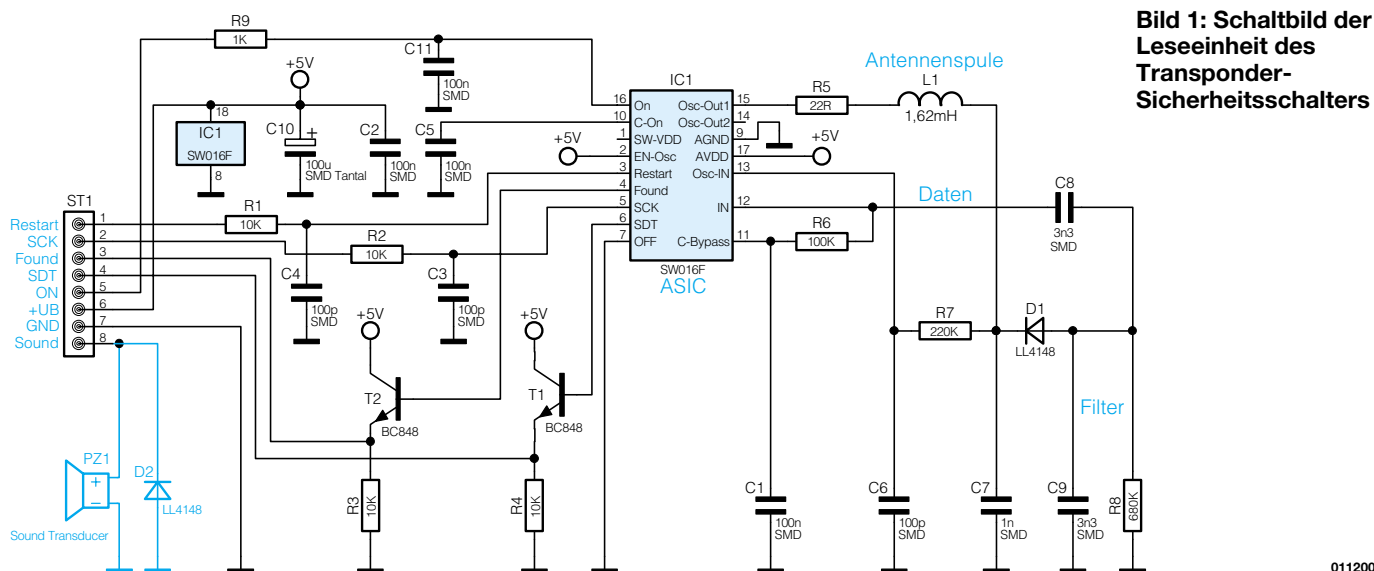 Bild 1: Schaltbild der
Leseeinheit des
Transponder-
Sicherheitsschalters
R9
1K
C11
100n
SMD
+5V
18
IC1
SW016F
8
C10
+
100u
SMD Tantal
C2
100n
SMD
C5
100n
SMD
+5V
IC1
16 On
10 C-On
1 SW-VDD
2 EN-Osc
3 Restart
4 Found
5 SCK
6 SDT
7 OFF
Osc-Out1 15
Osc-Out2 14
AGND 9
AVDD 17
Osc-IN 13
IN 12
C-Bypass 11
SW016F
ASIC
R5
22R
Antennenspule
L1
1,62mH
+5V
Daten
C8
3n3
SMD
R6
100K
ST1
Restart 1
SCK 2
Found 3
SDT 4
ON 5
+UB 6
GND 7
Sound 8
R1
10K
R2
10K
C4
100p
SMD
C3
100p
SMD
+5V
T2
BC848
+5V
T1
BC848
R7
220K
D1
LL4148
Filter
PZ1
+
–
Sound Transducer
D2
LL4148
R3
10K
R4
10K
C1
100n
SMD
C6
100p
SMD
C7
1n
SMD
C9
3n3
SMD
R8
680K
011200